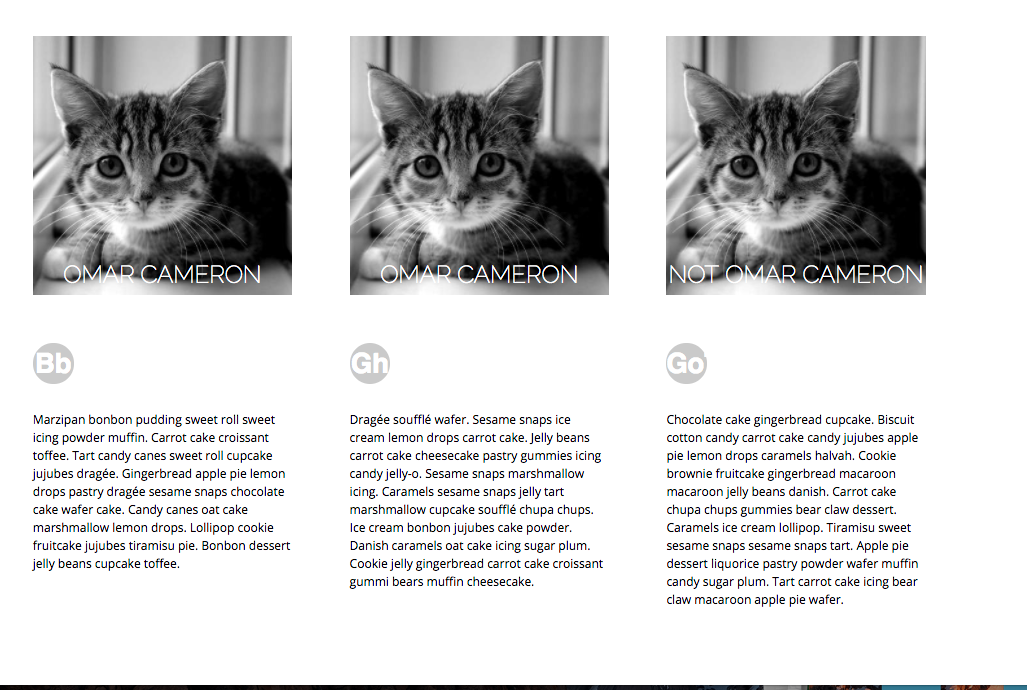 OMAR CAMERON
OMAR CAMERON
NOT OMAR CAMERON
Bb
Gh
Go
Marzipan bonbon pudding sweet roll sweet
icing powder muffin. Carrot cake croissant
toffee. Tart candy canes sweet roll cupcake
jujubes dragée. Gingerbread apple pie lemon
drops pastry dragée sesame snaps chocolate
cake wafer cake. Candy canes oat cake
marshmallow lemon drops. Lollipop cookie
fruitcake jujubes tiramisu pie. Bonbon dessert
jelly beans cupcake toffee.
Dragée soufflé wafer. Sesame snaps ice
cream lemon drops carrot cake. Jelly beans
carrot cake cheesecake pastry gummies icing
candy jelly-o. Sesame snaps marshmallow
icing. Caramels sesame snaps jelly tart
marshmallow cupcake soufflé chupa chups.
Ice cream bonbon jujubes cake powder.
Danish caramels oat cake icing sugar plum.
Cookie jelly gingerbread carrot cake croissant
gummi bears muffin cheesecake.
Chocolate cake gingerbread cupcake. Biscuit
cotton candy carrot cake candy jujubes apple
pie lemon drops caramels halvah. Cookie
brownie fruitcake gingerbread macaroon
macaroon jelly beans danish. Carrot cake
chupa chups gummies bear claw dessert.
Caramels ice cream lollipop. Tiramisu sweet
sesame snaps sesame snaps tart. Apple pie
dessert liquorice pastry powder wafer muffin
candy sugar plum. Tart carrot cake icing bear
claw macaroon apple pie wafer.